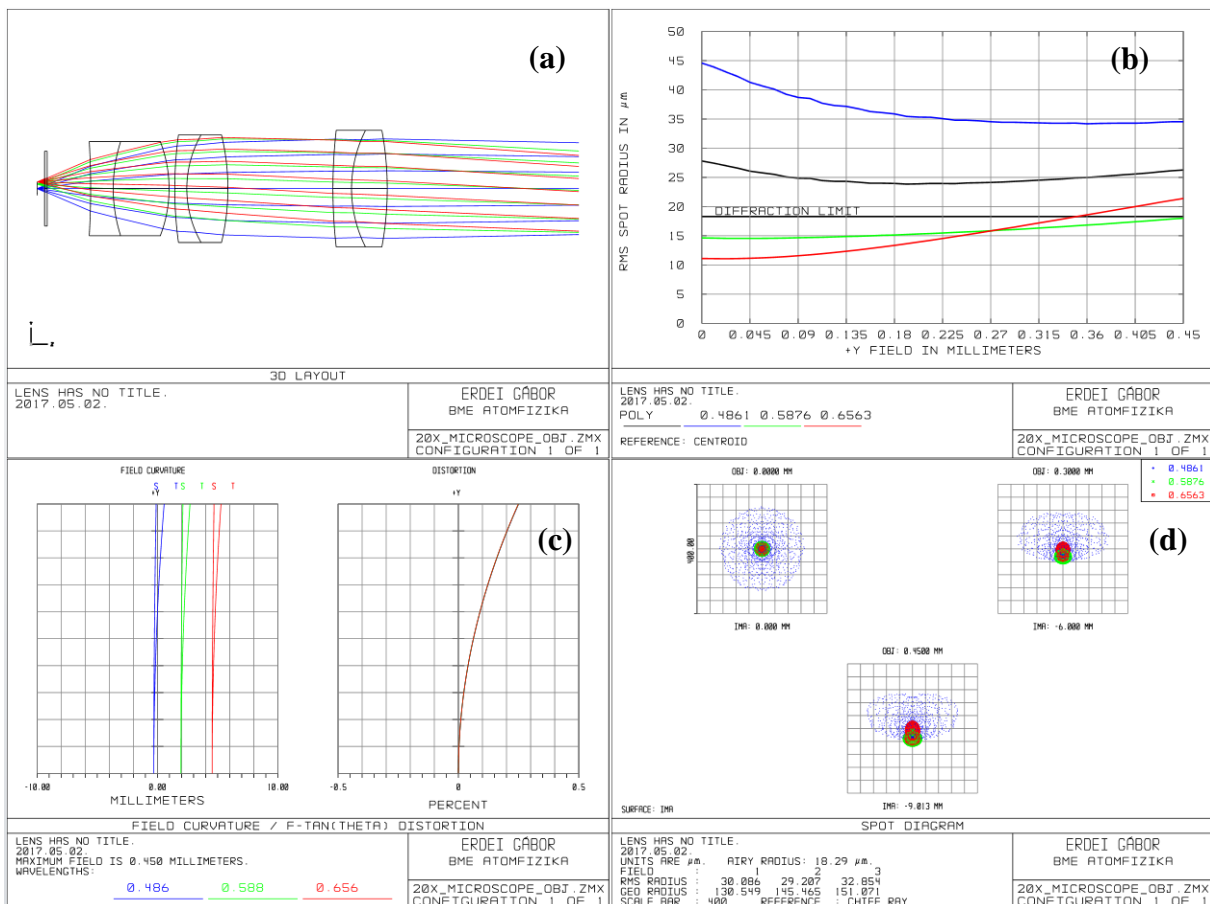 (a)
3D LAYOUT
LENS HAS NO TITLE.
2017.05.02.
ERDEI GÁBOR
BME ATOMFIZIKA
20X_MICROSCOPE_OBJ.ZMX
CONFIGURATION 1 OF 1
(b)
50
45
40
35
30
25
20
15
10
5
0
RMS SPOT RADIUS IN µm
DIFFRACTION LIMIT
0 0.045 0.09 0.135 0.18 0.225 0.27 0.315 0.36 0.405 0.45
+Y FIELD IN MILLIMETERS
LENS HAS NO TITLE.
2017.05.02.
POLY 0.4861 0.5876 0.6563
REFERENCE: CENTROID
ERDEI GÁBOR
BME ATOMFIZIKA
20X_MICROSCOPE_OBJ.ZMX
CONFIGURATION 1 OF 1
FIELD CURVATURE
S T S T S T
+Y
-10.00 0.00 10.00
MILLIMETERS
DISTORTION
+Y
(c)
-0.5 0 0.5
PERCENT
FIELD CURVATURE / F-TAN(THETA) DISTORTION
LENS HAS NO TITLE.
2017.05.02.
MAXIMUM FIELD IS 0.450 MILLIMETERS.
WAVELENGTHS:
0.486 0.588 0.656
ERDEI GÁBOR
BME ATOMFIZIKA
20X_MICROSCOPE_OBJ.ZMX
CONFIGURATION 1 OF 1
OBJ: 0.0000 MM
400.00
IMA: 0.000 MM
OBJ: 0.3000 MM
IMA: -6.000 MM
0.4861
0.5876
0.6563
(d)
OBJ: 0.4500 MM
IMA: -9.013 MM
SURFACE: IMA
SPOT DIAGRAM
LENS HAS NO TITLE.
2017.05.02.
UNITS ARE µm. AIRY RADIUS: 18.29 µm.
FIELD : 1 2 3
RMS RADIUS : 30.086 29.207 32.854
GEO RADIUS : 130.549 145.465 151.071
SCALE BAR : 400 REFERENCE : CHIEF RAY
ERDEI GÁBOR
BME ATOMFIZIKA
20X_MICROSCOPE_OBJ.ZMX
CONFIGURATION 1 OF 1